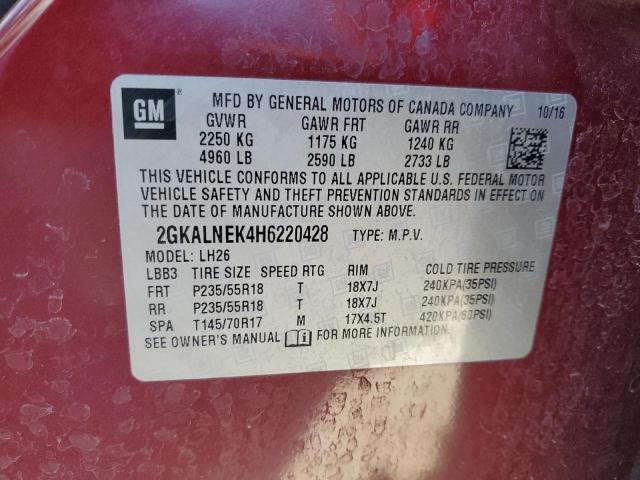 GM
MFD BY GENERAL MOTORS OF CANADA COMPANY 10/16
GVWR GAWR FRT GAWR RR
2250 KG 1175 KG 1240 KG
4960 LB 2590 LB 2733 LB
THIS VEHICLE CONFORMS TO ALL APPLICABLE U.S. FEDERAL MOTOR
VEHICLE SAFETY AND THEFT PREVENTION STANDARDS IN EFFECT ON
THE DATE OF MANUFACTURE SHOWN ABOVE.
2GKALNEK4H6220428 TYPE: M.P.V.
MODEL: LH26
LBB3 TIRE SIZE SPEED RTG RIM COLD TIRE PRESSURE
FRT P235/55R18 T 18X7J 240KPA(35PSI)
RR P235/55R18 T 18X7J 240KPA(35PSI)
SPA T145/70R17 M 17X4.5T 420KPA(60PSI)
SEE OWNER'S MANUAL FOR MORE INFORMATION.